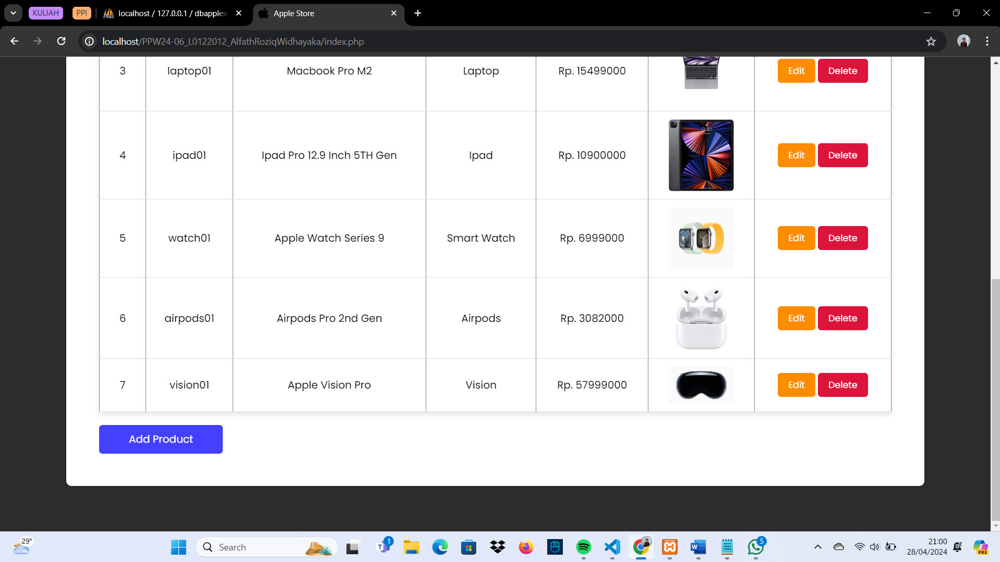 KULIAH PPI localhost / 127.0.0.1 / dbapples Apple Store
localhost/PPW24-06_L0122012_AlfathRoziqWidhayaka/index.php
3 laptop01 Macbook Pro M2 Laptop Rp. 15499000 Edit Delete
4 ipad01 Ipad Pro 12.9 Inch 5TH Gen Ipad Rp. 10900000 9:41 Edit Delete
5 watch01 Apple Watch Series 9 Smart Watch Rp. 6999000 Edit Delete
6 airpods01 Airpods Pro 2nd Gen Airpods Rp. 3082000 Edit Delete
7 vision01 Apple Vision Pro Vision Rp. 57999000 Edit Delete
Add Product
29° Search 1 5 21:00
28/04/2024 PRE